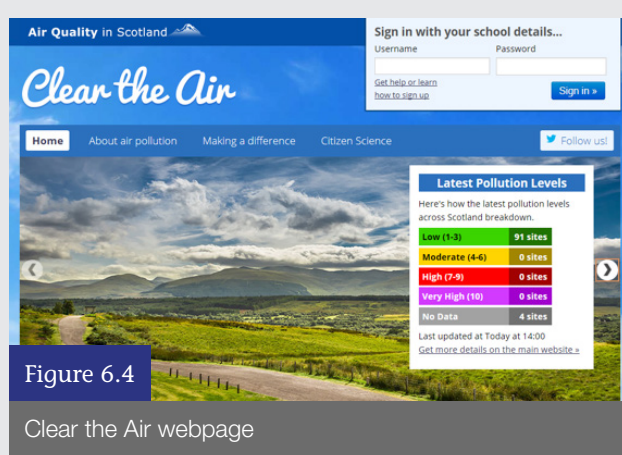 Air Quality in Scotland
Sign in with your school details...
Username Password
Get help or learn
how to sign up
Sign in »
Clear the Air
Home About air pollution Making a difference Citizen Science Follow us!
Latest Pollution Levels
Here's how the latest pollution levels
across Scotland breakdown.
Low (1-3) 91 sites
Moderate (4-6) 0 sites
High (7-9) 0 sites
Very High (10) 0 sites
No Data 4 sites
Last updated at Today at 14:00
Get more details on the main website »
Figure 6.4
Clear the Air webpage